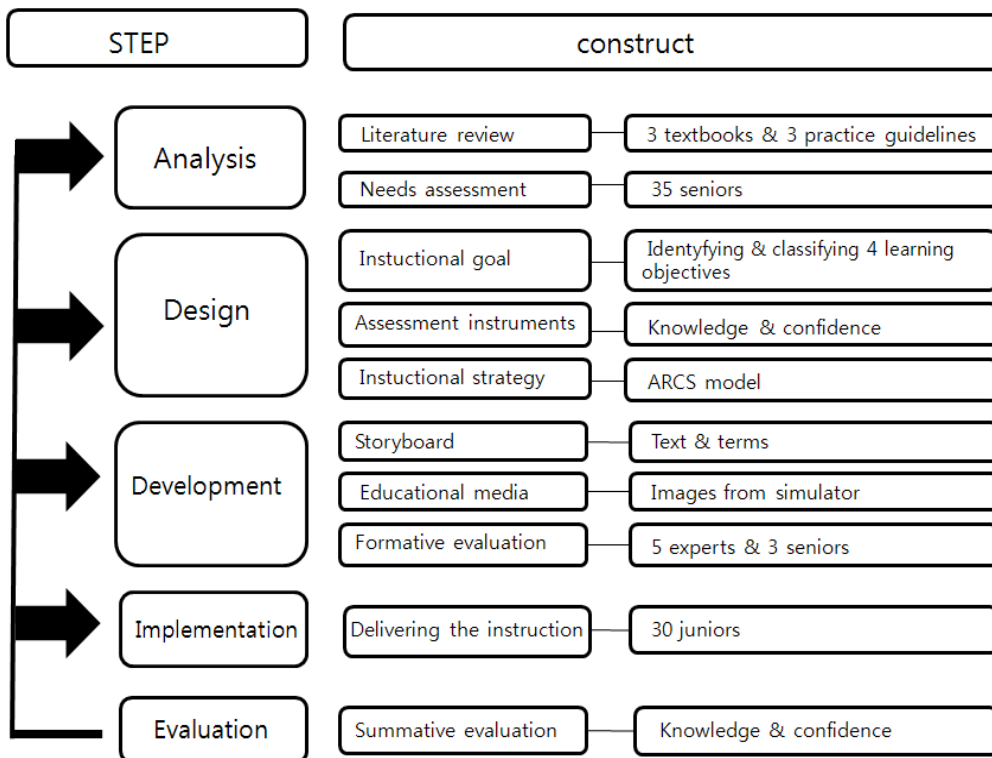 STEP
construct
Analysis
Literature review
3 textbooks & 3 practice guidelines
Needs assessment
35 seniors
Design
Instuctional goal
Identyfying & classifying 4 learning
objectives
Assessment instruments
Knowledge & confidence
Instuctional strategy
ARCS model
Development
Storyboard
Text & terms
Educational media
Images from simulator
Formative evaluation
5 experts & 3 seniors
Implementation
Delivering the instruction
30 juniors
Evaluation
Summative evaluation
Knowledge & confidence